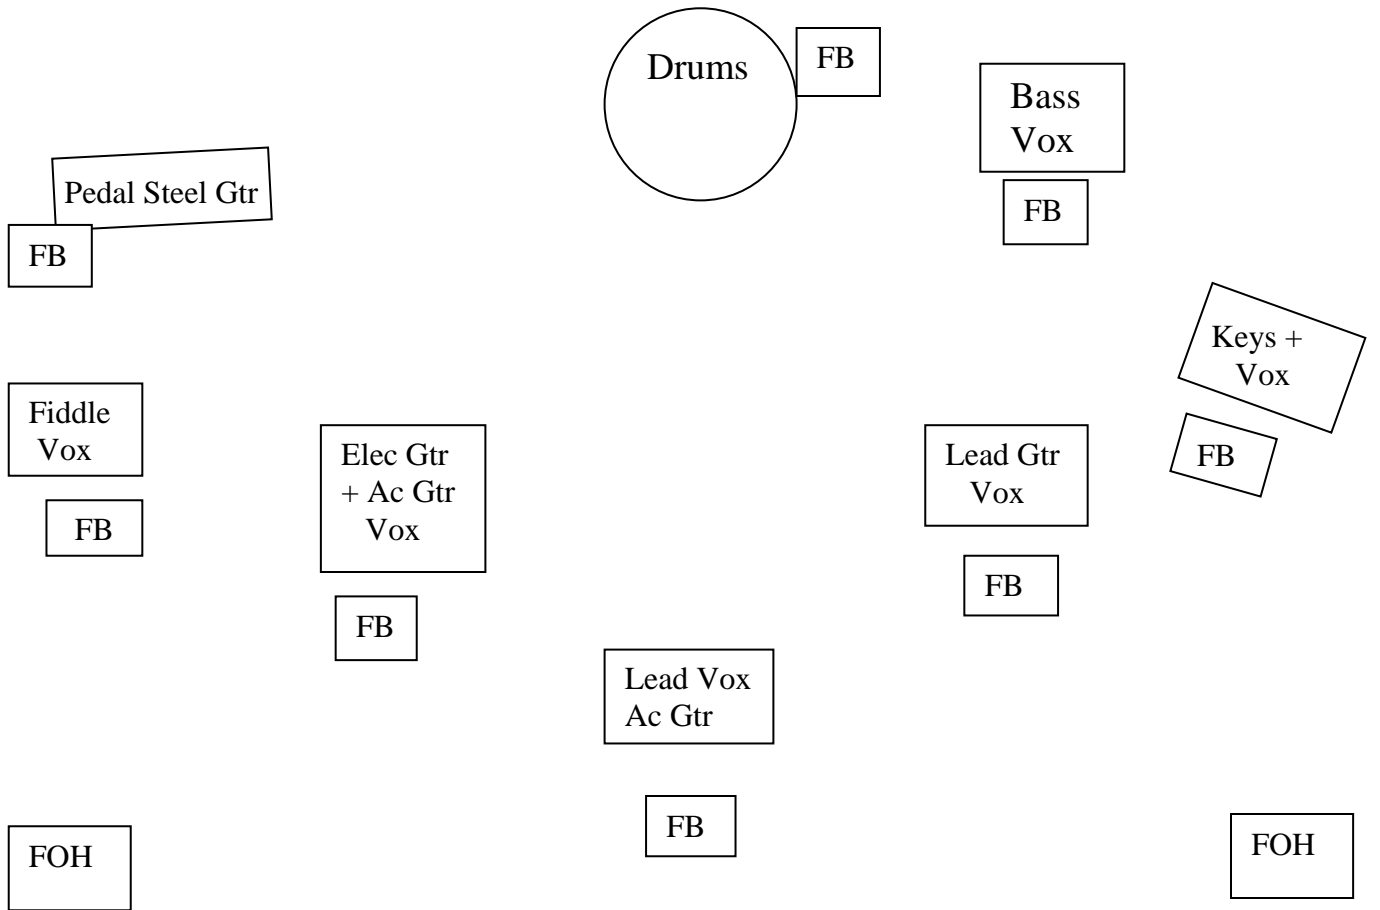 Drums
FB
Bass
Vox
FB
Pedal Steel Gtr
FB
Keys +
Vox
FB
Fiddle
Vox
FB
Elec Gtr
+ Ac Gtr
Vox
FB
Lead Gtr
Vox
FB
Lead Vox
Ac Gtr
FB
FOH
FOH